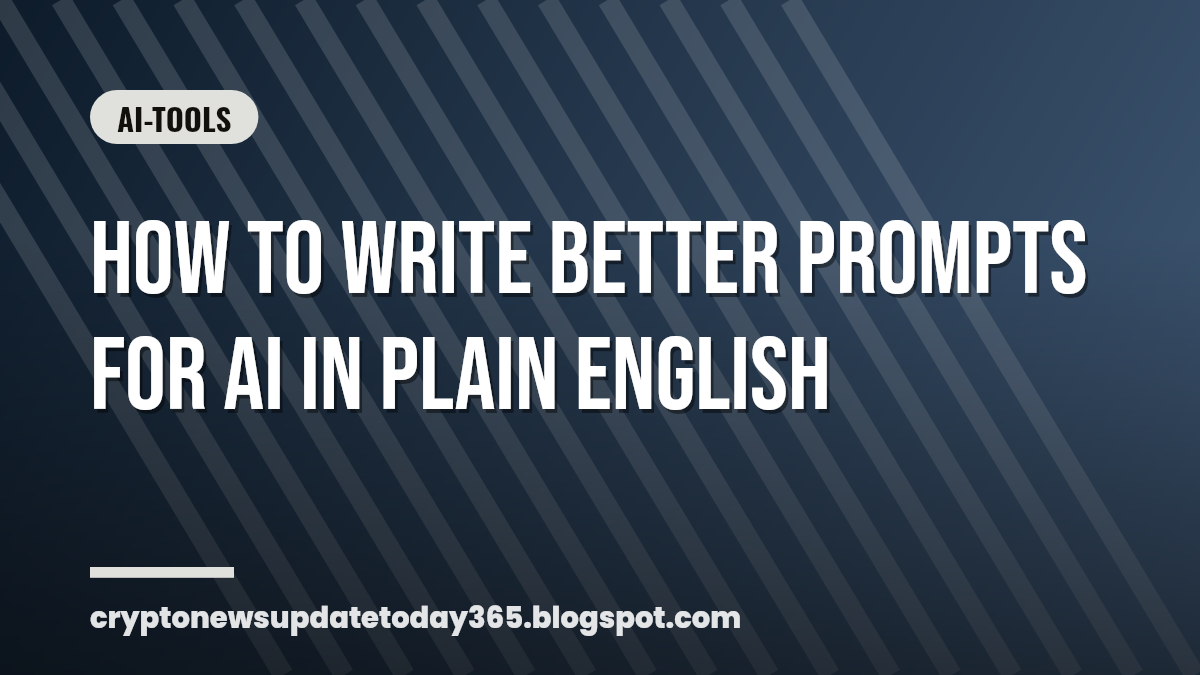 AI-TOOLS
HOW TO WRITE BETTER PROMPTS
FOR AI IN PLAIN ENGLISH
cryptonewsupdatetoday365.blogspot.com